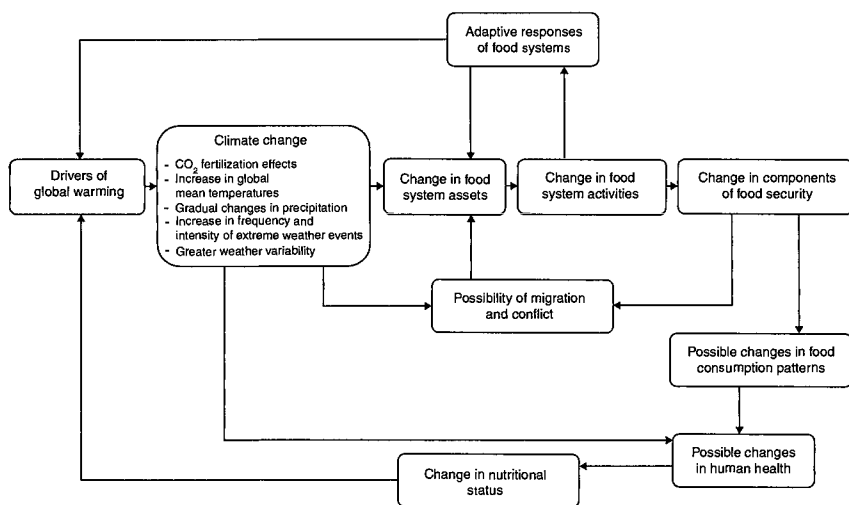 Adaptive responses
of food systems
Climate change
- CO₂ fertilization effects
- Increase in global
mean temperatures
- Gradual changes in precipitation
- Increase in frequency and
intensity of extreme weather events
- Greater weather variability
Drivers of
global warming
Change in food
system assets
Change in food
system activities
Change in components
of food security
Possibility of migration
and conflict
Possible changes in food
consumption patterns
Possible changes
in human health
Change in nutritional
status